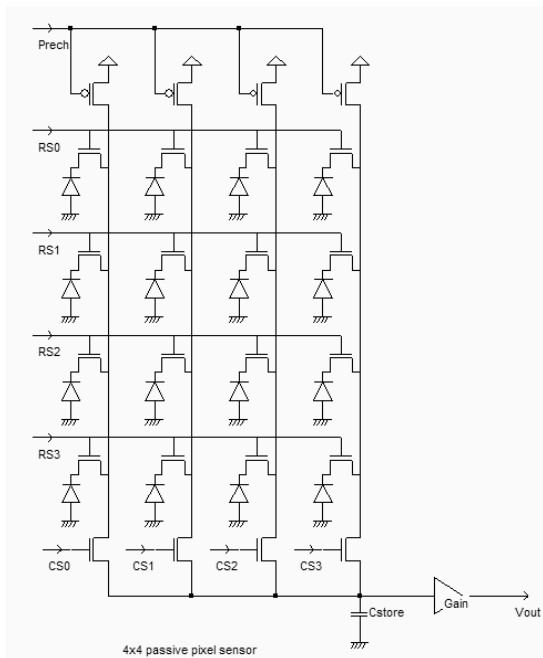 Prech
RS0
RS1
RS2
RS3
CS0 CS1 CS2 CS3
Gain
Vout
Cstore
4x4 passive pixel sensor